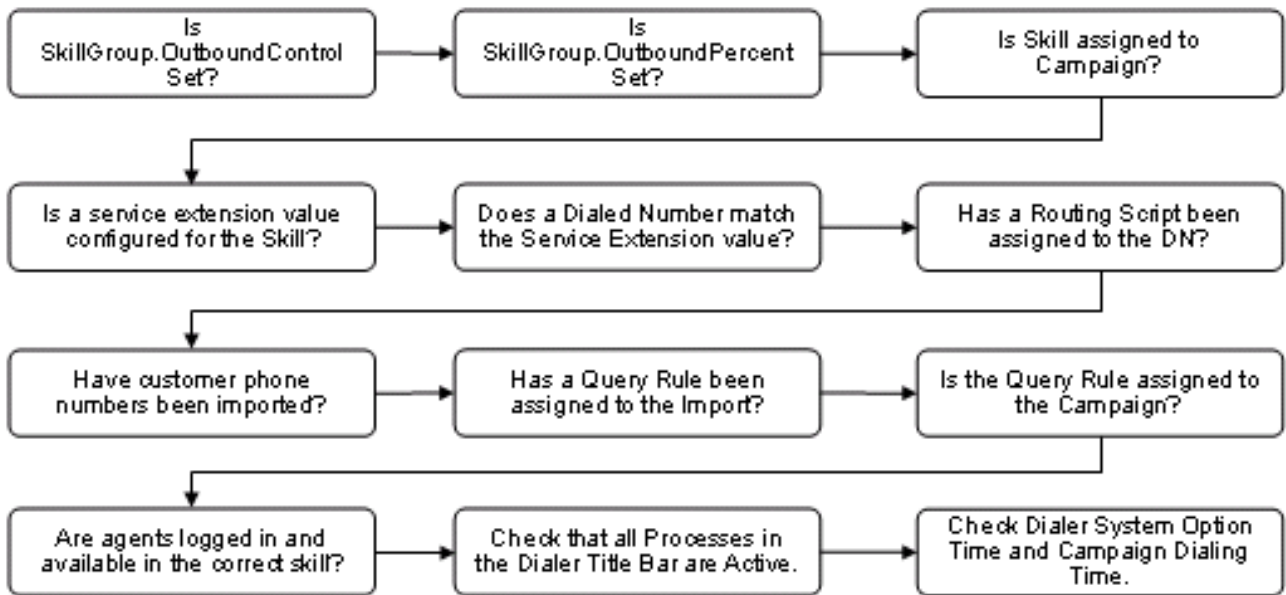 Is
SkillGroup.OutboundControl
Set?
Is
SkillGroup.OutboundPercent
Set?
Is Skill assigned to
Campaign?
Is a service extension value
configured for the Skill?
Does a Dialed Number match
the Service Extension value?
Has a Routing Script been
assigned to the DN?
Have customer phone
numbers been imported?
Has a Query Rule been
assigned to the Import?
Is the Query Rule assigned to
the Campaign?
Are agents logged in and
available in the correct skill?
Check that all Processes in
the Dialer Title Bar are Active.
Check Dialer System Option
Time and Campaign Dialing
Time.